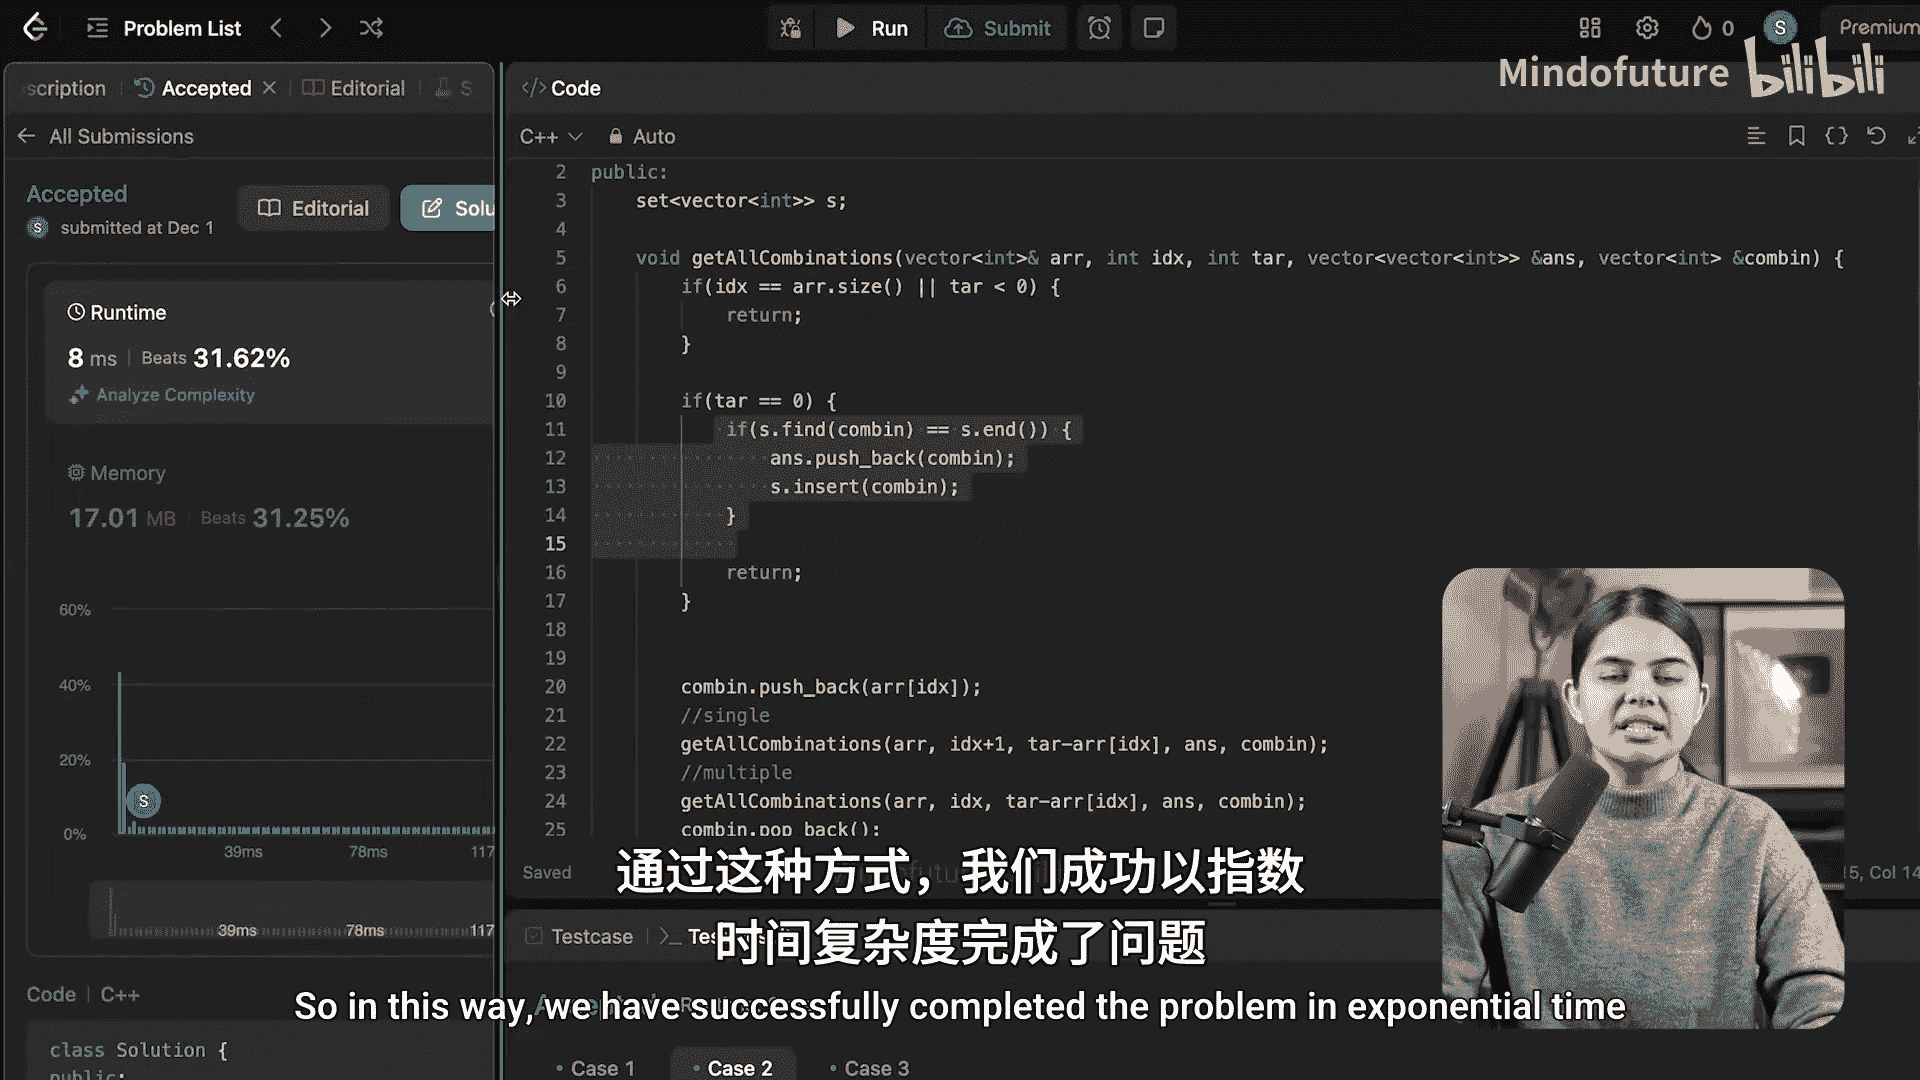 Problem List
Run
Submit
0
S
Premium
Mindofuture
bilibili
scription
Accepted
Editorial
S
All Submissions
Accepted
S
submitted at Dec 1
Editorial
Solu
Runtime
8 ms | Beats 31.62%
Analyze Complexity
Memory
17.01 MB | Beats 31.25%
60%
40%
20%
0%
S
39ms 78ms 117
39ms 78ms 117
Code | C++
class Solution {
public:
</> Code
C++
Auto
2 public:
3 set<vector<int>> s;
4
5 void getAllCombinations(vector<int>& arr, int idx, int tar, vector<vector<int>> &ans, vector<int> &combin) {
6 if(idx == arr.size() || tar < 0) {
7 return;
8 }
9
10 if(tar == 0) {
11 if(s.find(combin) == s.end()) {
12 ans.push_back(combin);
13 s.insert(combin);
14 }
15
16 return;
17 }
18
19
20 combin.push_back(arr[idx]);
21 //single
22 getAllCombinations(arr, idx+1, tar-arr[idx], ans, combin);
23 //multiple
24 getAllCombinations(arr, idx, tar-arr[idx], ans, combin);
25 combin.pop_back();
Saved
5, Col 14
通过这种方式，我们成功以指数
时间复杂度完成了问题
Testcase
So in this way, we have successfully completed the problem in exponential time
Case 1
Case 2
Case 3